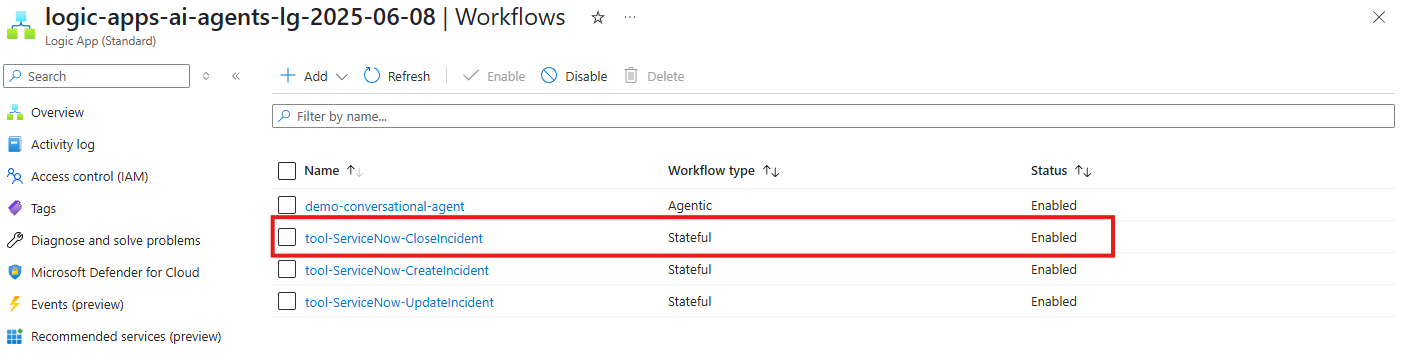 logic-apps-ai-agents-lg-2025-06-08 | Workflows
Logic App (Standard)
Search
Add Refresh Enable Disable Delete
Filter by name...
Overview
Activity log
Access control (IAM)
Tags
Diagnose and solve problems
Microsoft Defender for Cloud
Events (preview)
Recommended services (preview)
Name Workflow type Status
demo-conversational-agent Agentic Enabled
tool-ServiceNow-CloseIncident Stateful Enabled
tool-ServiceNow-CreateIncident Stateful Enabled
tool-ServiceNow-UpdateIncident Stateful Enabled